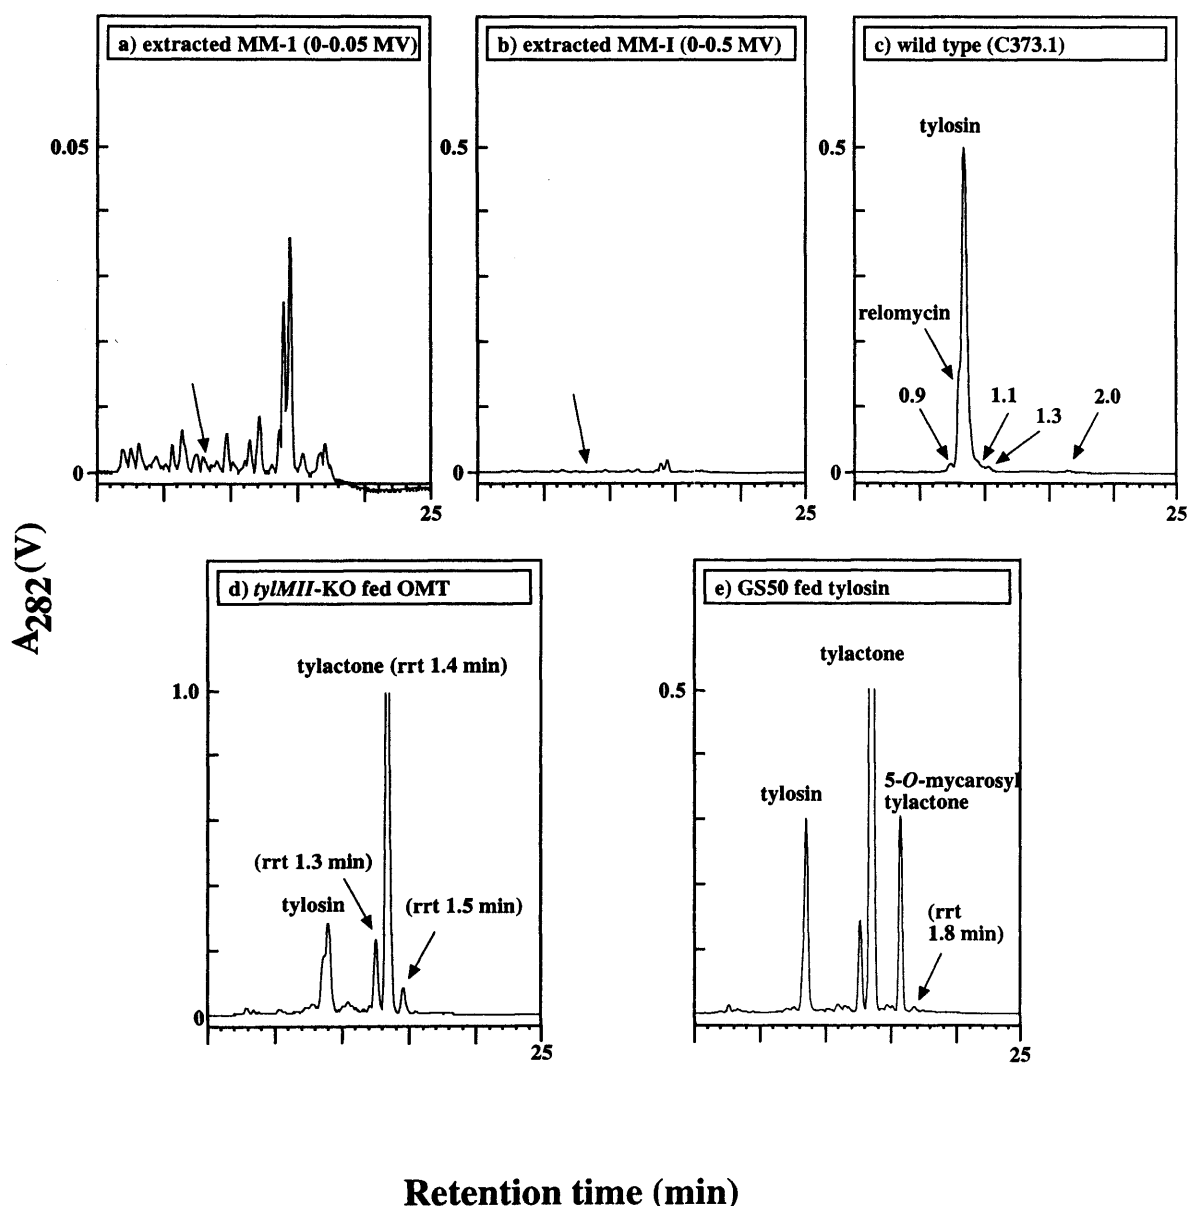 a) extracted MM-1 (0-0.05 MV)
b) extracted MM-I (0-0.5 MV)
c) wild type (C373.1)
0.05
0
25
0.5
0
25
0.5
0
25
tylosin
relomycin
0.9
1.1
1.3
2.0
A282 (V)
d) tylMII-KO fed OMT
1.0
0
25
tylactone (rrt 1.4 min)
(rrt 1.3 min)
tylosin
(rrt 1.5 min)
e) GS50 fed tylosin
0.5
25
tylactone
tylosin
5-O-mycarosyl
tylactone
(rrt
1.8 min)
Retention time (min)